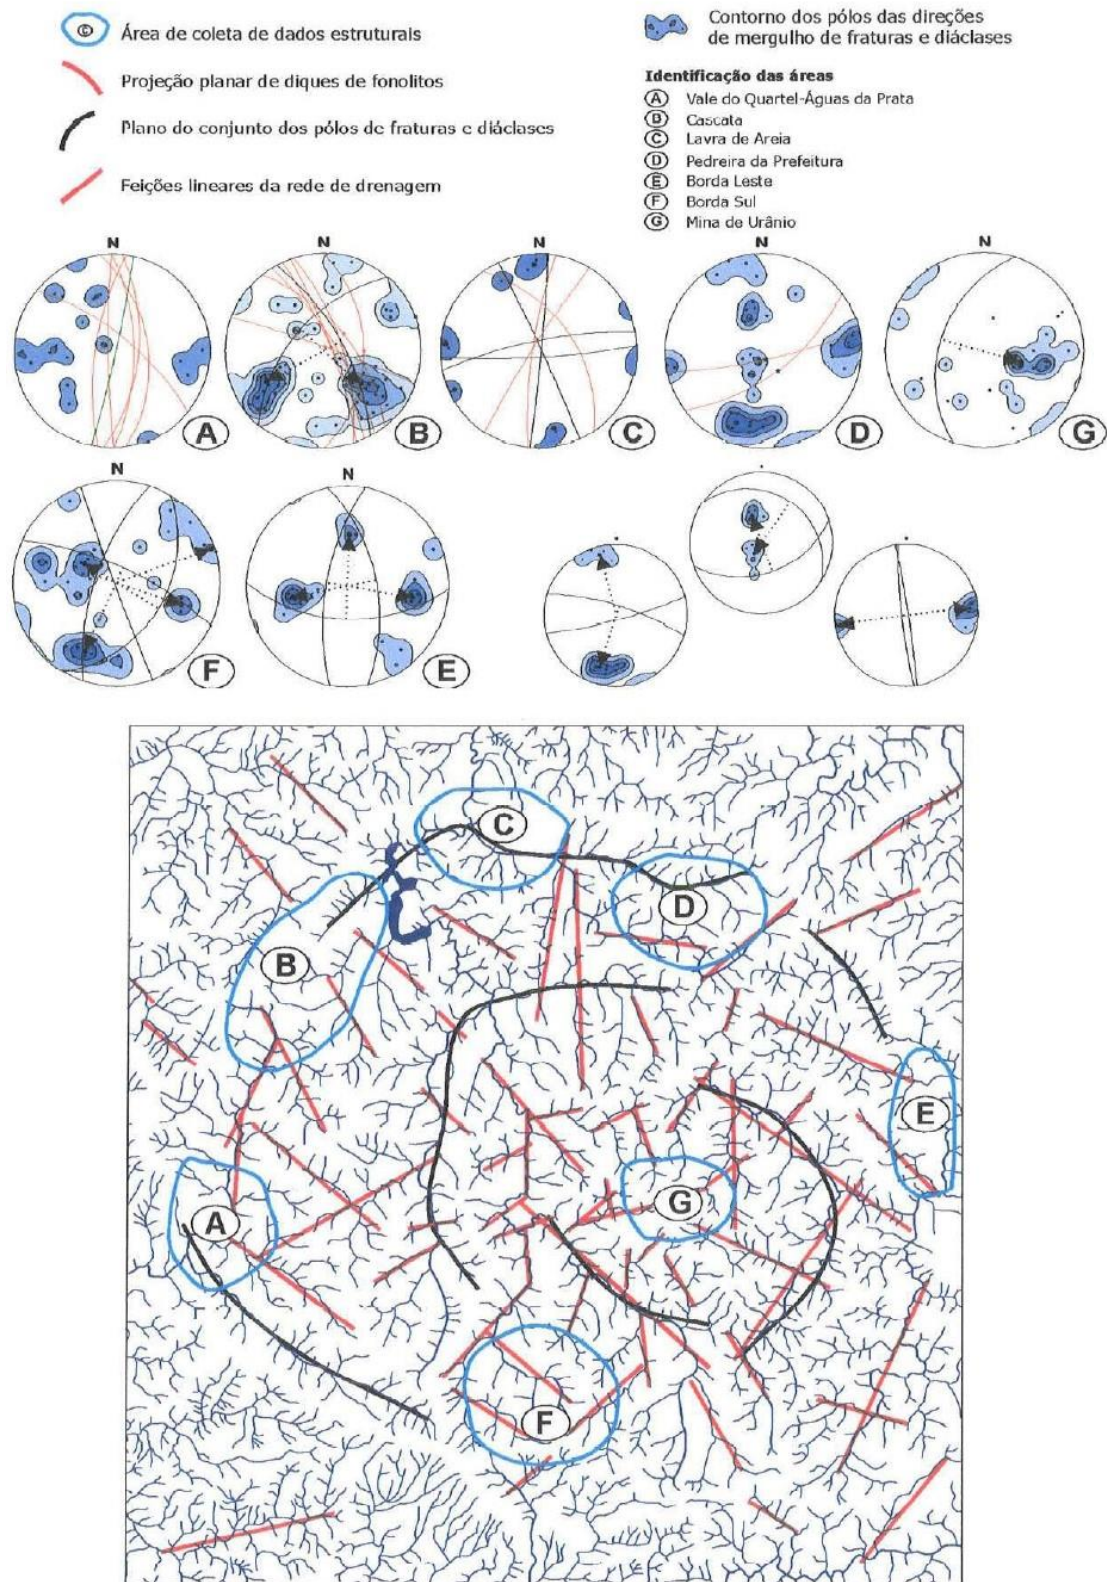 © Área de coleta de dados estruturais
Projeção planar de diques de fonolitos
Plano do conjunto dos pólos de fraturas e diáclases
Feições lineares da rede de drenagem
Contorno dos pólos das direções
de mergulho de fraturas e diáclases
Identificação das áreas
A Vale do Quartel-Águas da Prata
B Cascata
C Lavra de Areia
D Pedreira da Prefeitura
E Borda Leste
F Borda Sul
G Mina de Urânio
N N N N N
A B C D G
N N
F E
C
D
B
E
G
A
F